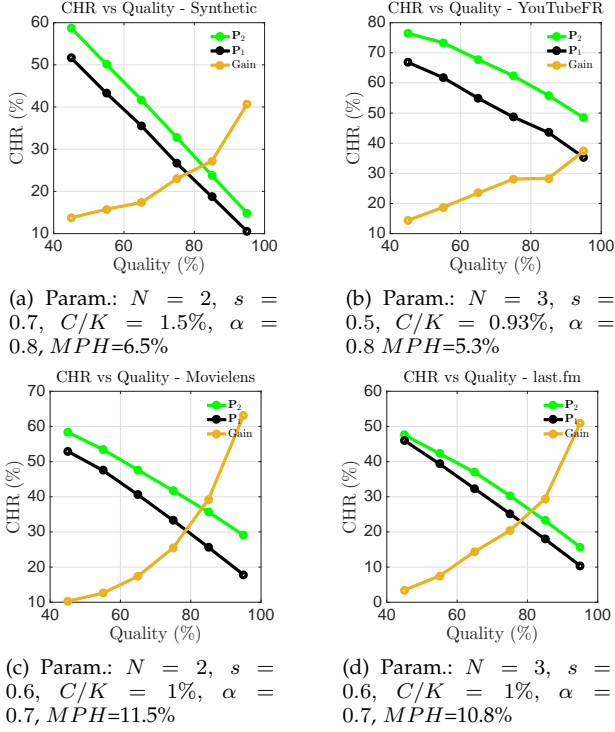 CHR vs Quality - Synthetic
CHR (%)
60
50
40
30
20
10
P₂
P₁
Gain
40 60 80 100
Quality (%)
(a) Param.: N = 2, s =
0.7, C/K = 1.5%, α =
0.8, MPH=6.5%
CHR vs Quality - YouTubeFR
CHR (%)
80
70
60
50
40
30
20
10
P₂
P₁
Gain
40 60 80 100
Quality (%)
(b) Param.: N = 3, s =
0.5, C/K = 0.93%, α =
0.8 MPH=5.3%
CHR vs Quality - Movielens
CHR (%)
70
60
50
40
30
20
10
P₂
P₁
Gain
40 60 80 100
Quality (%)
(c) Param.: N = 2, s =
0.6, C/K = 1%, α =
0.7, MPH=11.5%
CHR vs Quality - last.fm
CHR (%)
60
50
40
30
20
10
0
P₂
P₁
Gain
40 60 80 100
Quality (%)
(d) Param.: N = 3, s =
0.6, C/K = 1%, α =
0.7, MPH=10.8%